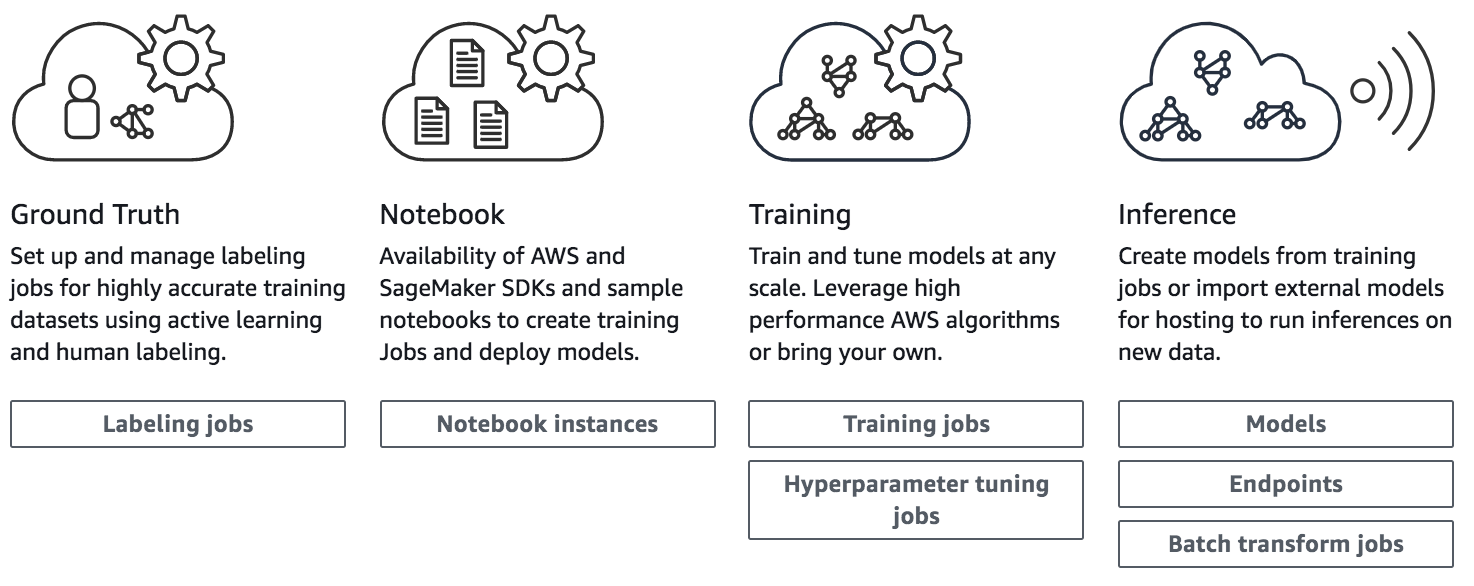 Ground Truth
Set up and manage labeling
jobs for highly accurate training
datasets using active learning
and human labeling.
Labeling jobs
Notebook
Availability of AWS and
SageMaker SDKs and sample
notebooks to create training
Jobs and deploy models.
Notebook instances
Training
Train and tune models at any
scale. Leverage high
performance AWS algorithms
or bring your own.
Training jobs
Hyperparameter tuning
jobs
Inference
Create models from training
jobs or import external models
for hosting to run inferences on
new data.
Models
Endpoints
Batch transform jobs